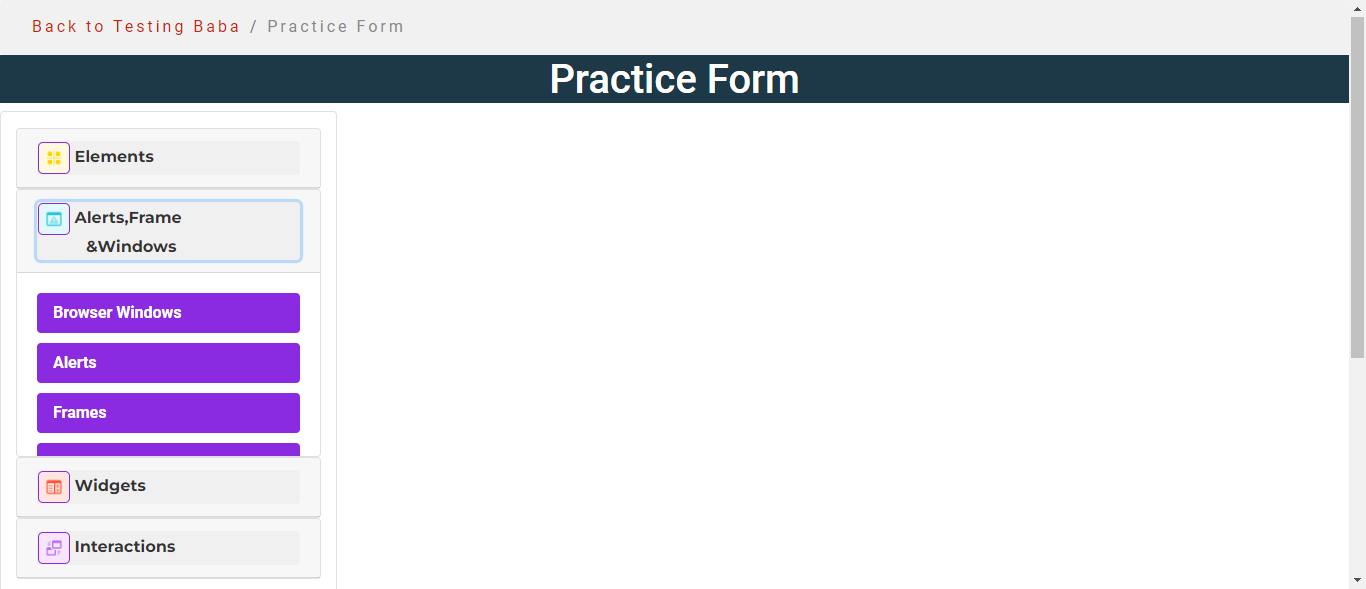 Back to Testing Baba / Practice Form
Practice Form
Elements
Alerts,Frame
&Windows
Browser Windows
Alerts
Frames
Widgets
Interactions